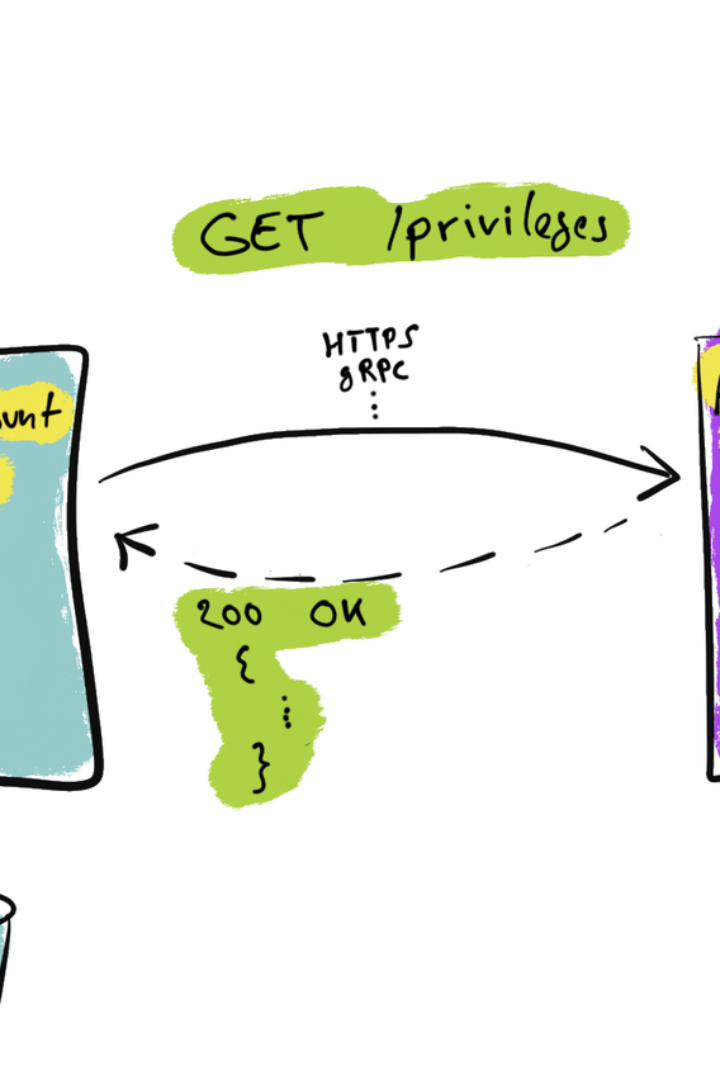 GET /privileges
HTTPS
gRPC
⋮
200 OK
{
⋮
}